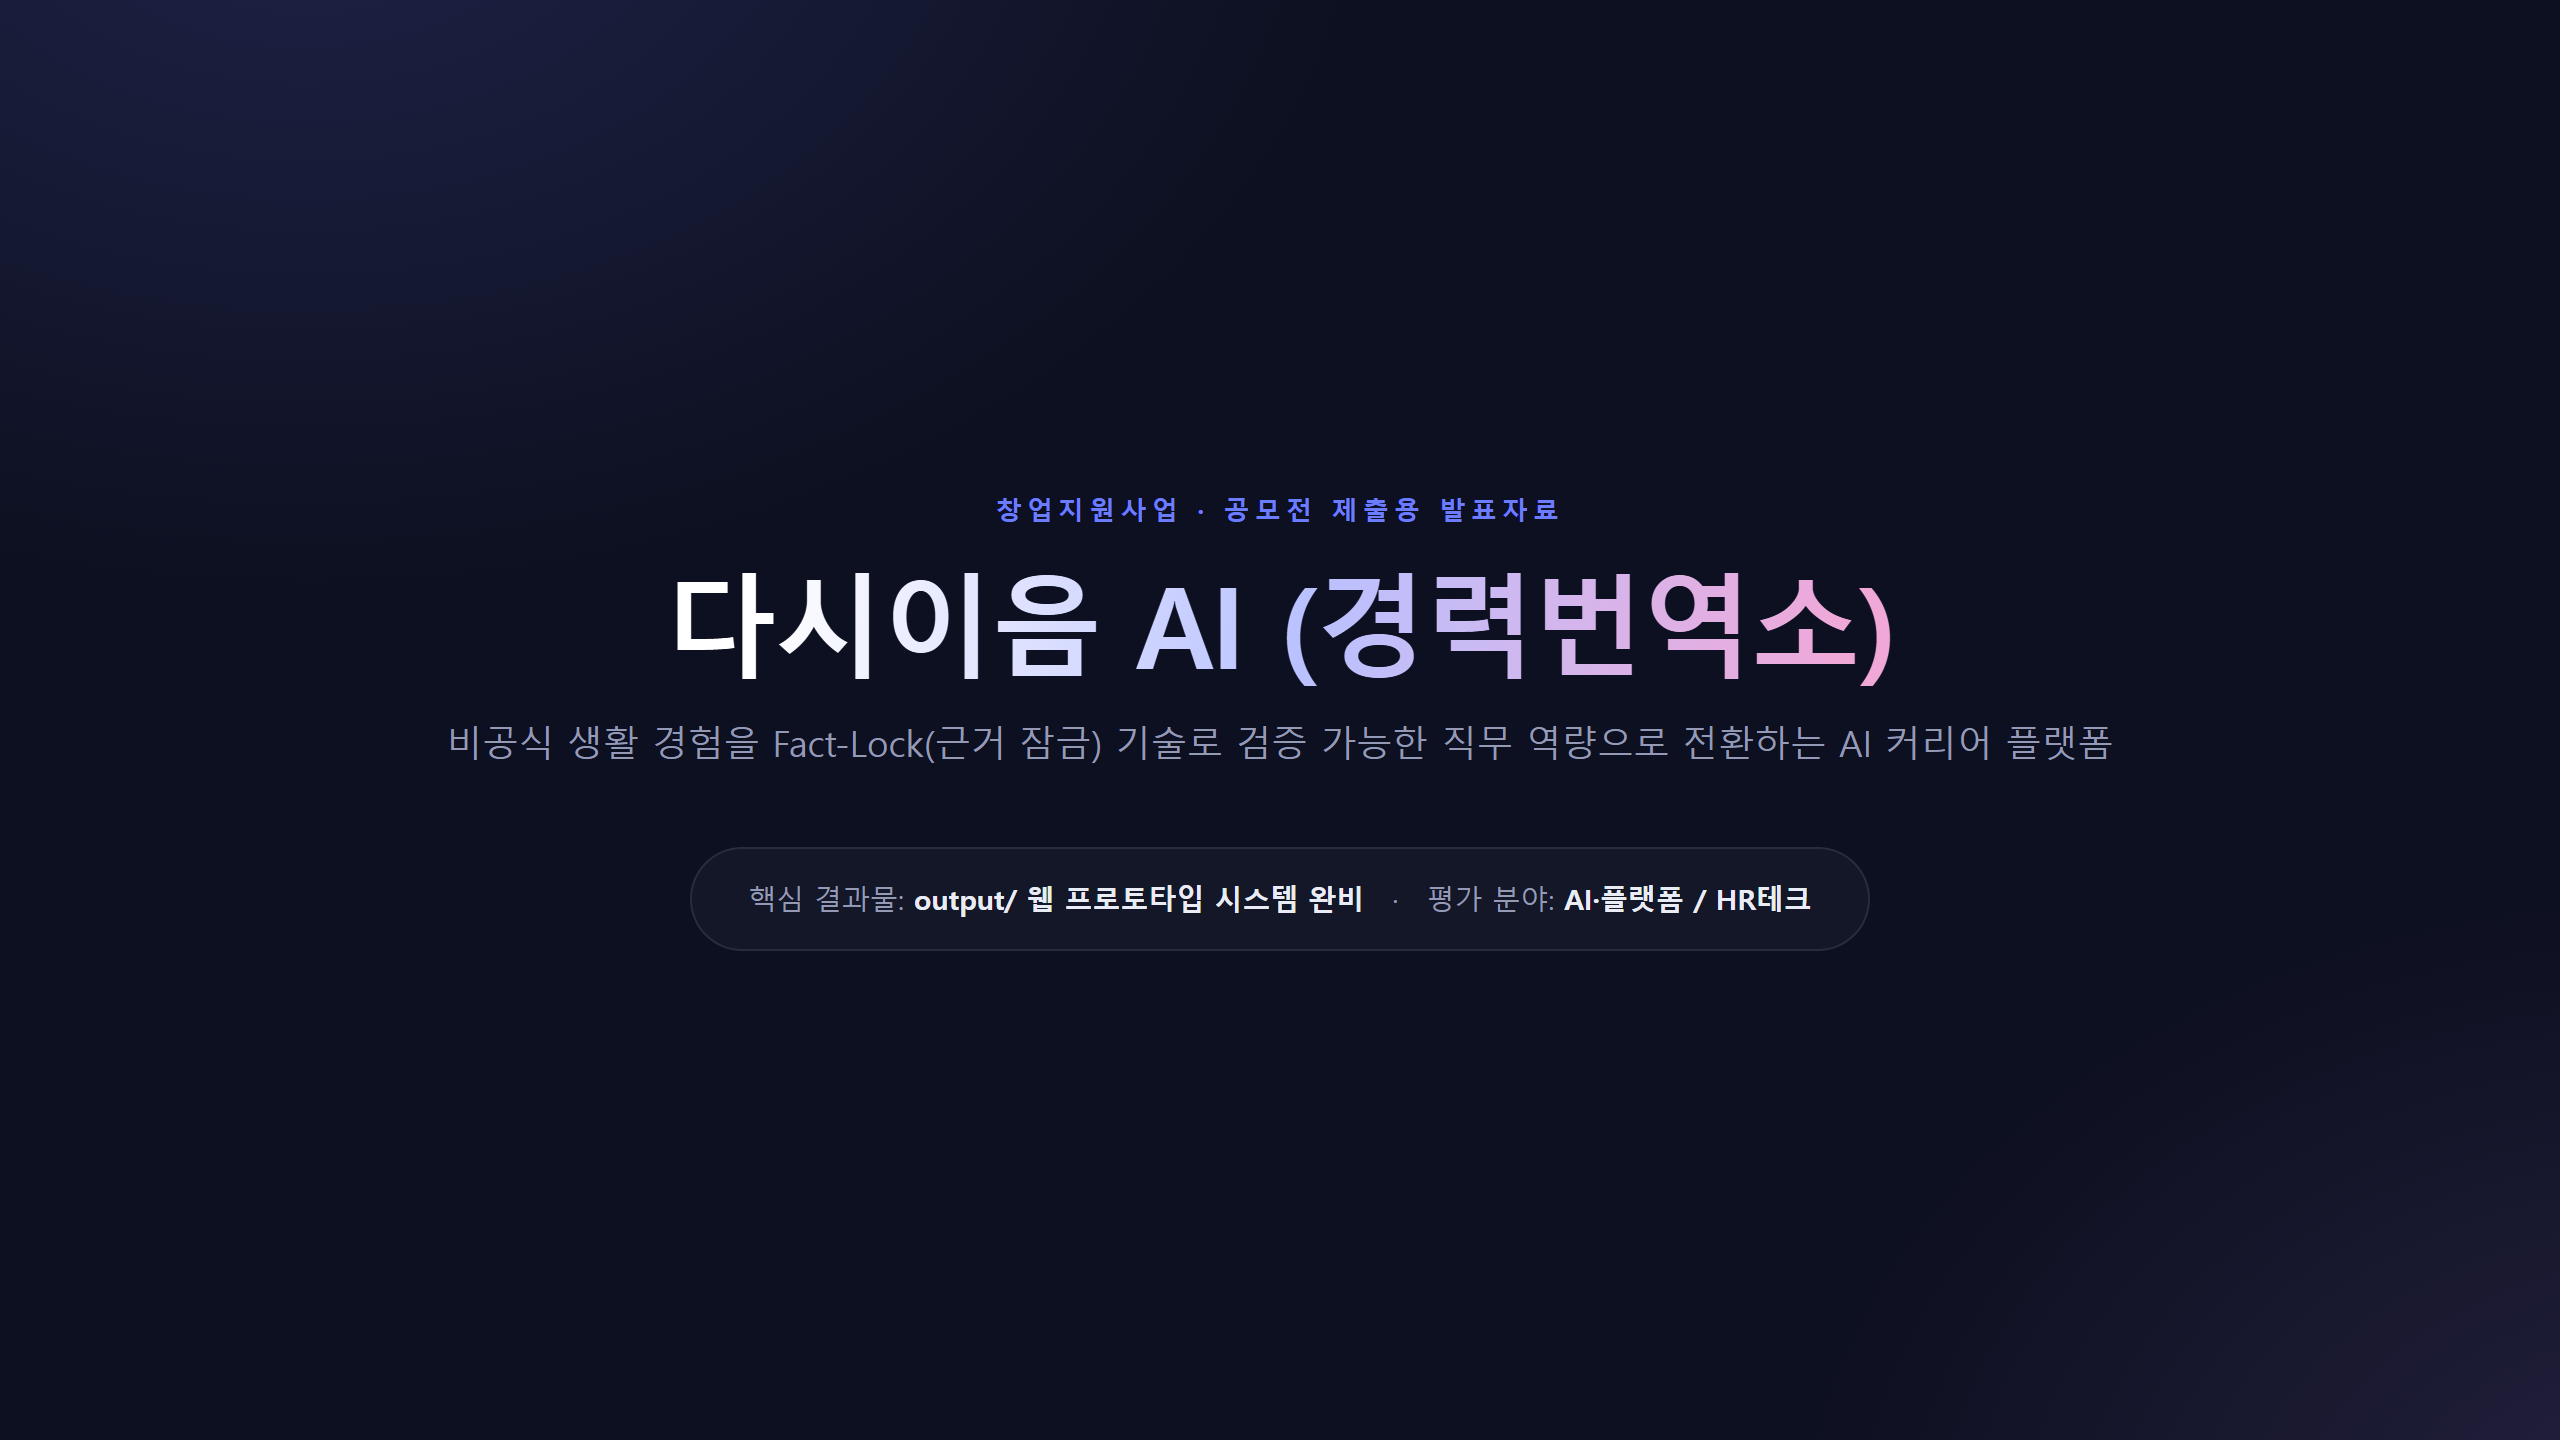 창업지원사업 · 공모전 제출용 발표자료
다시이음 AI (경력번역소)
비공식 생활 경험을 Fact-Lock(근거 잠금) 기술로 검증 가능한 직무 역량으로 전환하는 AI 커리어 플랫폼
핵심 결과물: output/ 웹 프로토타입 시스템 완비 · 평가 분야: AI·플랫폼 / HR테크